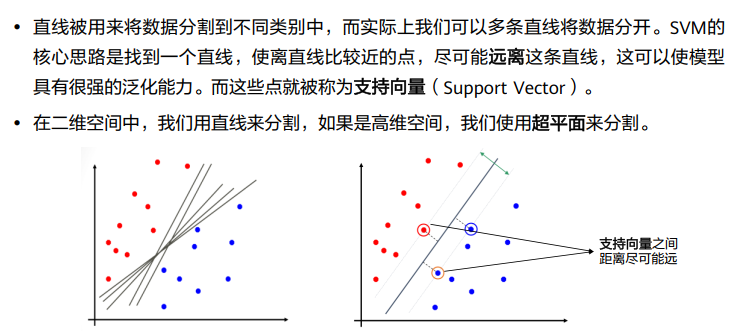 • 直线被用来将数据分割到不同类别中，而实际上我们可以多条直线将数据分开。SVM的
核心思路是找到一个直线，使离直线比较近的点，尽可能远离这条直线，这可以使模型
具有很强的泛化能力。而这些点就被称为支持向量（Support Vector）。
• 在二维空间中，我们用直线来分割，如果是高维空间，我们使用超平面来分割。
支持向量之间
距离尽可能远